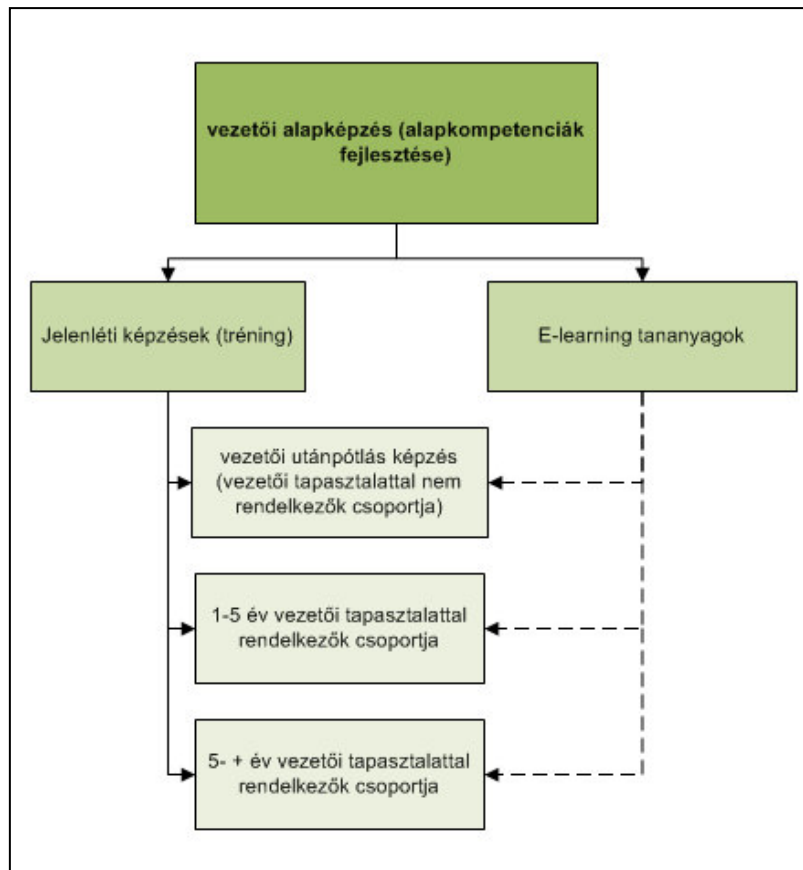 vezetői alapképzés (alapkompetenciák
fejlesztése)
Jelenléti képzések (tréning)
E-learning tananyagok
vezetői utánpótlás képzés
(vezetői tapasztalattal nem
rendelkezők csoportja)
1-5 év vezetői tapasztalattal
rendelkezők csoportja
5- + év vezetői tapasztalattal
rendelkezők csoportja